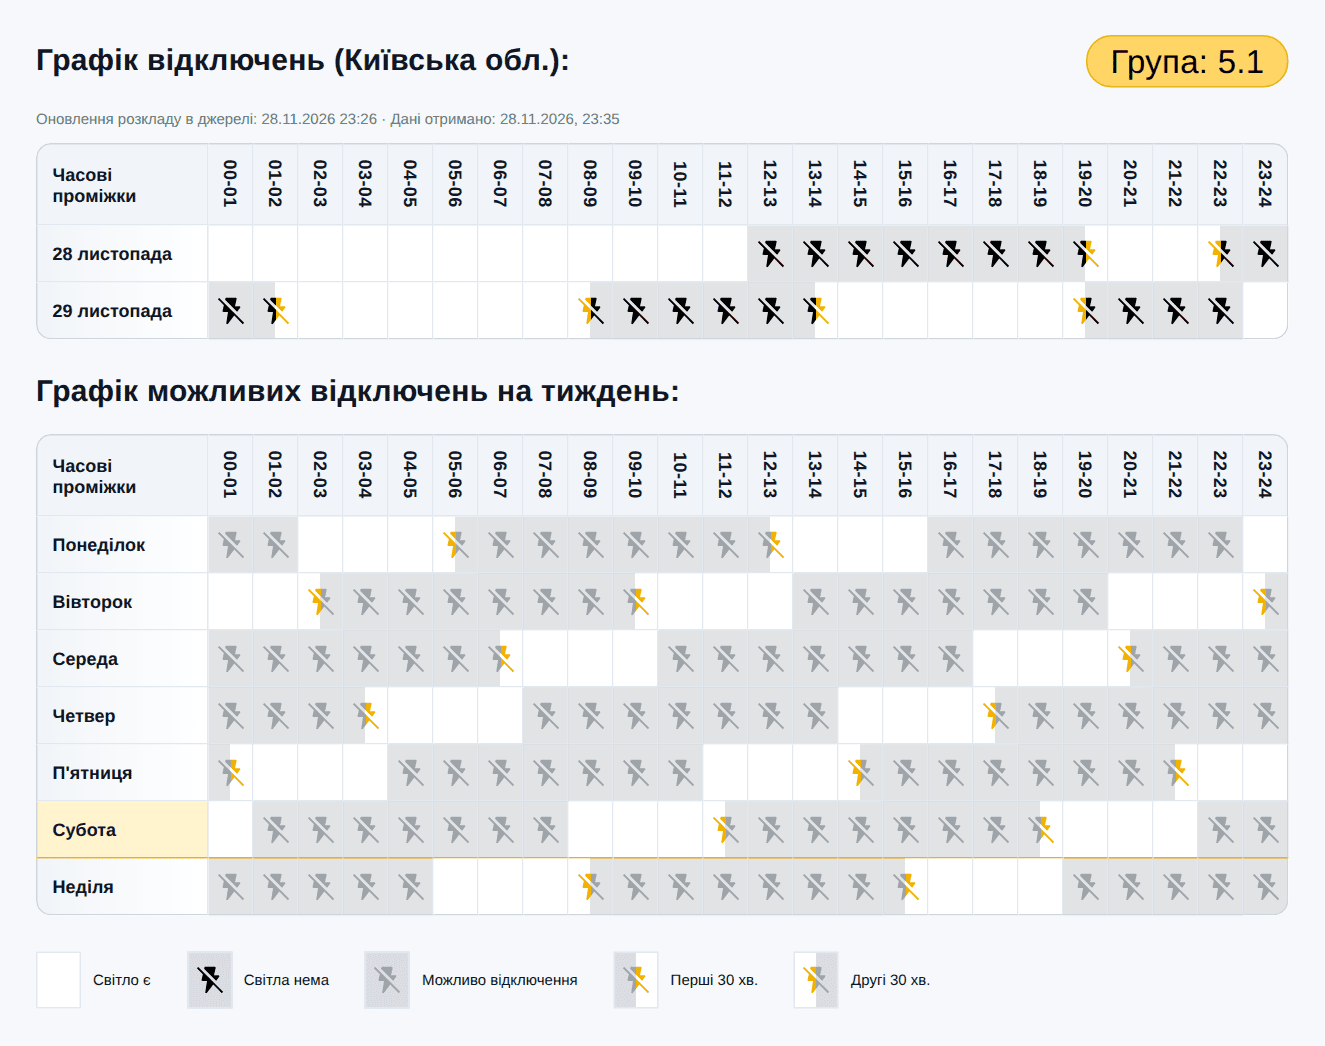 Графік відключень (Київська обл.):
Група: 5.1
Оновлення розкладу в джерелі: 28.11.2026 23:26 · Дані отримано: 28.11.2026, 23:35
Часові проміжки 00-01 01-02 02-03 03-04 04-05 05-06 06-07 07-08 08-09 09-10 10-11 11-12 12-13 13-14 14-15 15-16 16-17 17-18 18-19 19-20 20-21 21-22 22-23 23-24
28 листопада
29 листопада
Графік можливих відключень на тиждень:
Часові проміжки 00-01 01-02 02-03 03-04 04-05 05-06 06-07 07-08 08-09 09-10 10-11 11-12 12-13 13-14 14-15 15-16 16-17 17-18 18-19 19-20 20-21 21-22 22-23 23-24
Понеділок
Вівторок
Середа
Четвер
П'ятниця
Субота
Неділя
Світло є Світла нема Можливо відключення Перші 30 хв. Другі 30 хв.